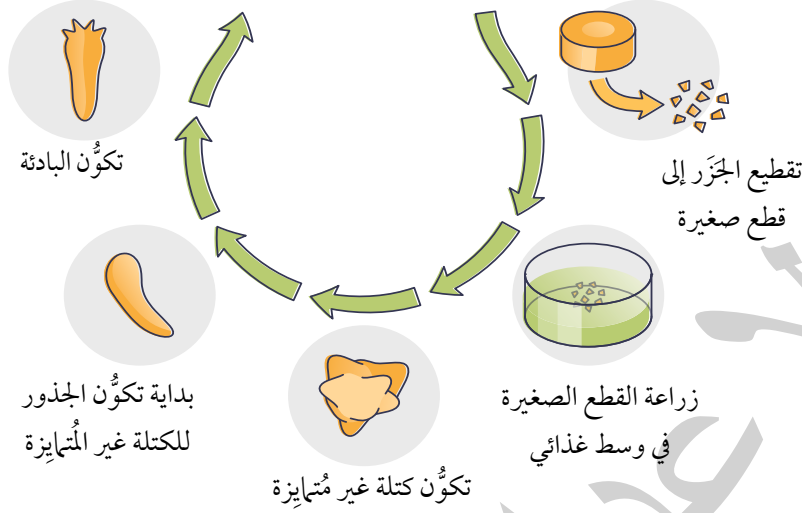 تقطيع الجَزَر إلى
قطع صغيرة
زراعة القطع الصغيرة
في وسط غذائي
تكوُّن كتلة غير مُتمايِزة
بداية تكوُّن الجذور
للكتلة غير المُتمايِزة
تكوُّن البادئة